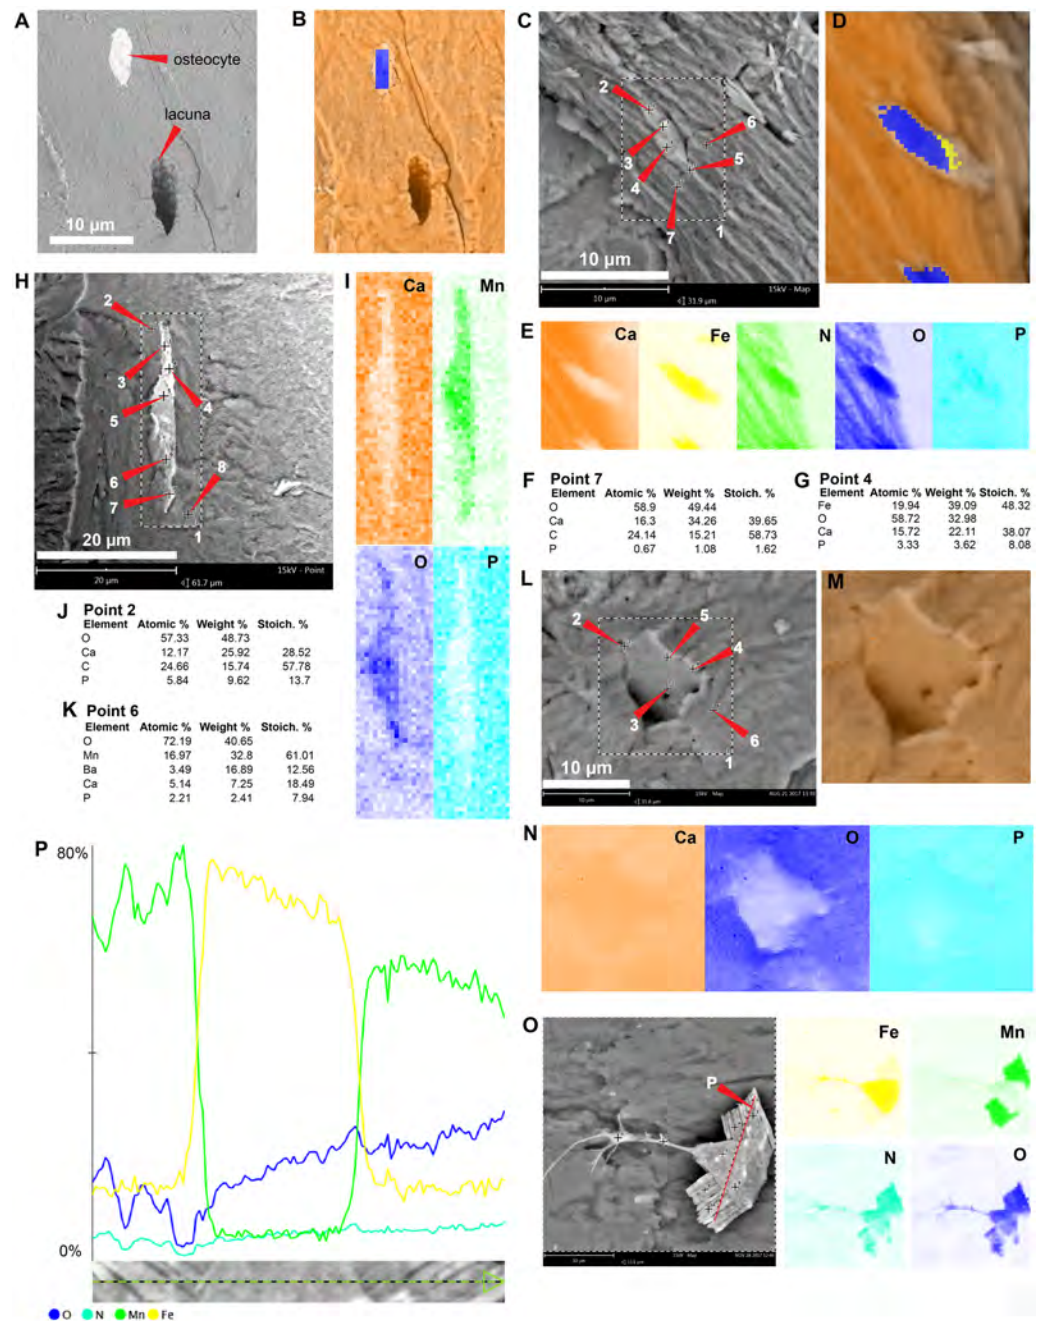 A
osteocyte
lacuna
10 µm
B
C
2
3
4
5
6
7
1
10 µm
10 µm
31.9 µm
15kV - Map
D
E
Ca
Fe
N
O
P
F Point 7
Element Atomic % Weight % Stoich. %
O 58.9 49.44
Ca 16.3 34.26 39.65
C 24.14 15.21 58.73
P 0.67 1.08 1.62
G Point 4
Element Atomic % Weight % Stoich. %
Fe 19.94 39.09 48.32
O 58.72 32.98
Ca 15.72 22.11 38.07
P 3.33 3.62 8.08
H
2
3
4
5
6
7
8
1
20 µm
20 µm
61.7 µm
15kV - Point
I
Ca
Mn
O
P
J Point 2
Element Atomic % Weight % Stoich. %
O 57.33 48.73
Ca 12.17 25.92 28.52
C 24.66 15.74 57.78
P 5.84 9.62 13.7
K Point 6
Element Atomic % Weight % Stoich. %
O 72.19 40.65
Mn 16.97 32.8 61.01
Ba 3.49 16.89 12.56
Ca 5.14 7.25 18.49
P 2.21 2.41 7.94
L
2
5
4
3
6
1
10 µm
M
N
Ca
O
P
O
P
Fe
Mn
N
O
P
80%
0%
O N Mn Fe